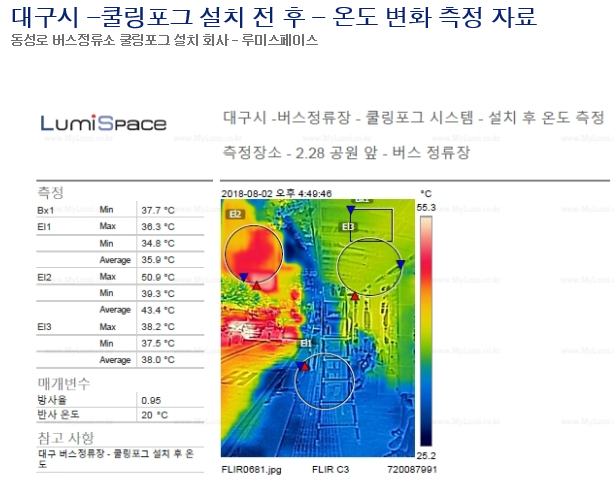 대구시 –쿨링포그 설치 전 후 – 온도 변화 측정 자료
동성로 버스정류소 쿨링포그 설치 회사 - 루미스페이스
LumiSpace
대구시 -버스정류장 - 쿨링포그 시스템 - 설치 후 온도 측정
측정장소 - 2.28 공원 앞 - 버스 정류장
측정
Bx1 Min 37.7 °C
El1 Max 36.3 °C
Min 34.8 °C
Average 35.9 °C
El2 Max 50.9 °C
Min 39.3 °C
Average 43.4 °C
El3 Max 38.2 °C
Min 37.5 °C
Average 38.0 °C
매개변수
방사율 0.95
반사 온도 20 °C
참고 사항
대구 버스정류장 - 쿨링포그 설치 후 온
도
2018-08-02 오후 4:49:46 °C
55.3
Bx1
El2
El3
El1
25.2
FLIR0681.jpg FLIR C3 720087991